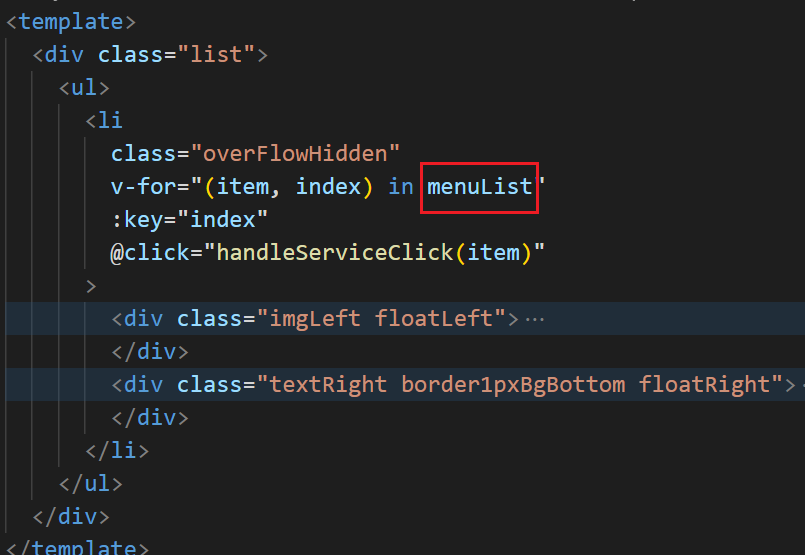 <template>
<div class="list">
<ul>
<li
class="overFlowHidden"
v-for="(item, index) in menuList"
:key="index"
@click="handleServiceClick(item)"
>
<div class="imgLeft floatLeft">…
</div>
<div class="textRight border1pxBgBottom floatRight">
</div>
</li>
</ul>
</div>
</template>